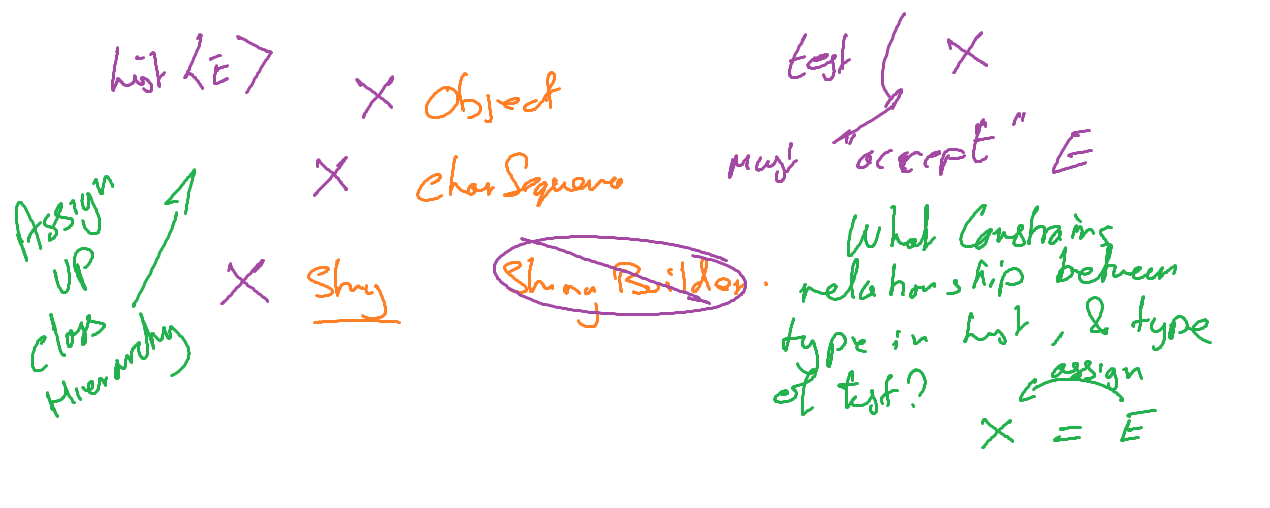 List <E>
X Object
X CharSequence
X String
StringBuilder.
Assign
UP
Class
Hierarchy
test ( X
must "accept" E
What Constrains
relationship between
type in List, & type
of test?
assign
X = E